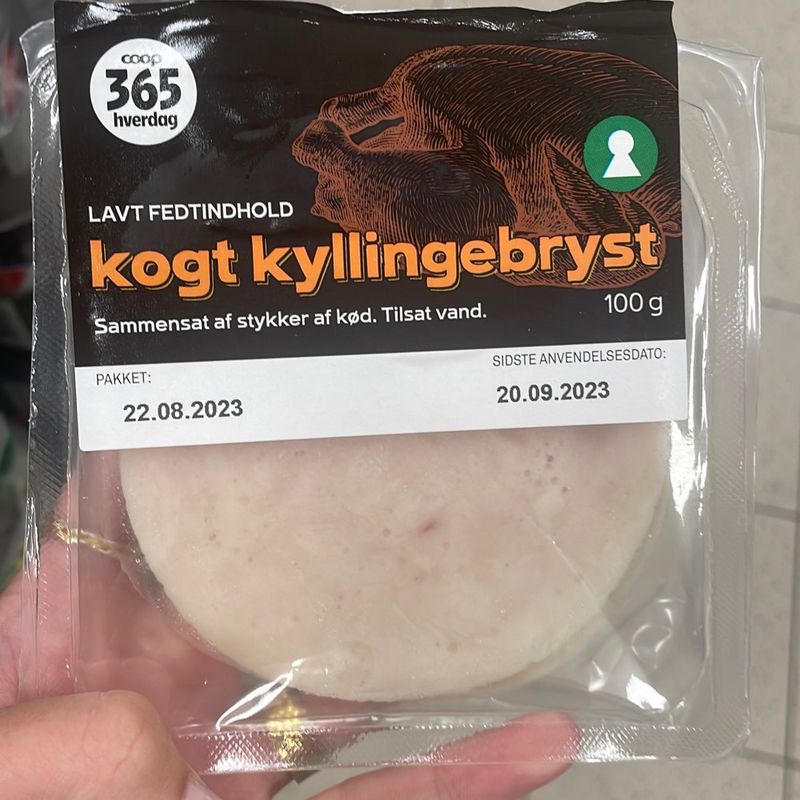 coop
365
hverdag
LAVT FEDTINDHOLD
kogt kyllingebryst
100 g
Sammensat af stykker af kød. Tilsat vand.
PAKKET:
22.08.2023
SIDSTE ANVENDELSESDATO:
20.09.2023